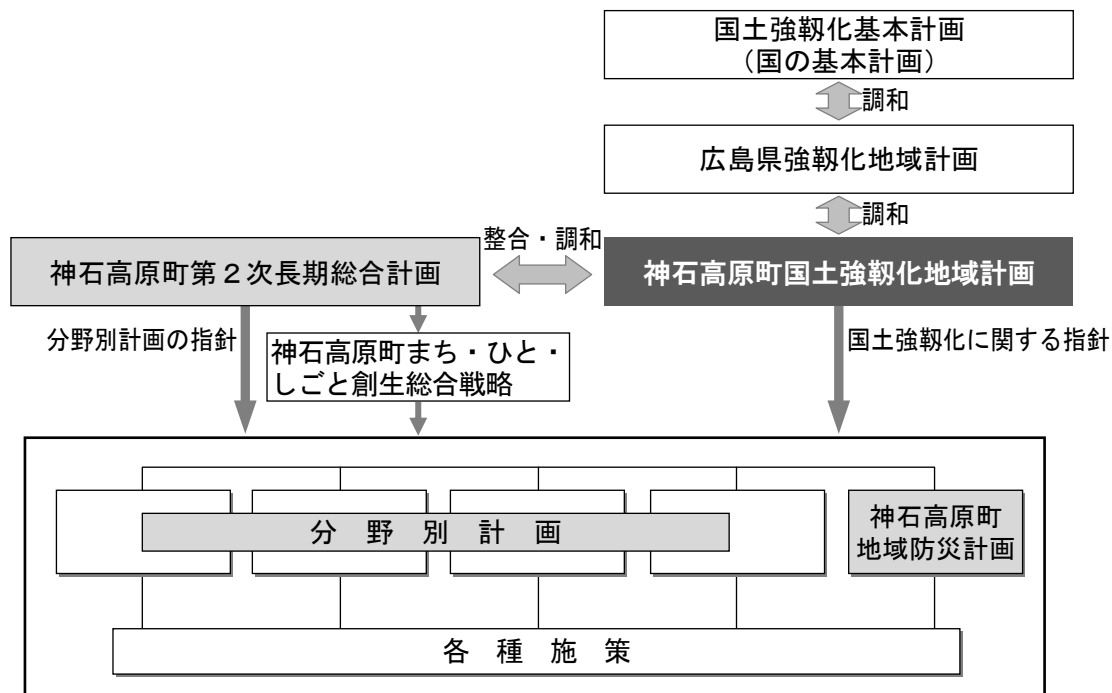 国土強靱化基本計画
（国の基本計画）
調和
広島県強靱化地域計画
調和
整合・調和
神石高原町第２次長期総合計画
神石高原町国土強靱化地域計画
分野別計画の指針
国土強靱化に関する指針
神石高原町まち・ひと・
しごと創生総合戦略
分　野　別　計　画
神石高原町
地域防災計画
各　種　施　策